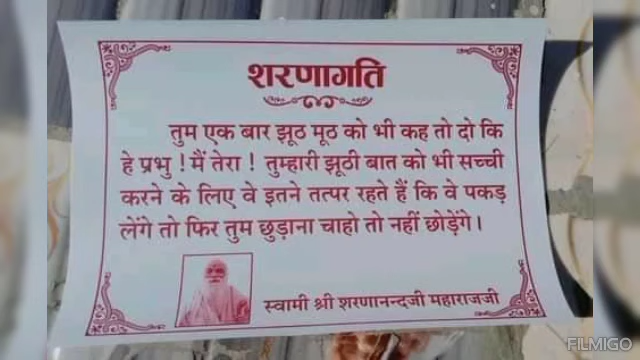 शरणागति
तुम एक बार झूठ मूठ को भी कह तो दो कि
हे प्रभु ! मैं तेरा ! तुम्हारी झूठी बात को भी सच्ची
करने के लिए वे इतने तत्पर रहते हैं कि वे पकड़
लेंगे तो फिर तुम छुड़ाना चाहो तो नहीं छोड़ेंगे ।
स्वामी श्री शरणानन्दजी महाराजजी
FILMIGO